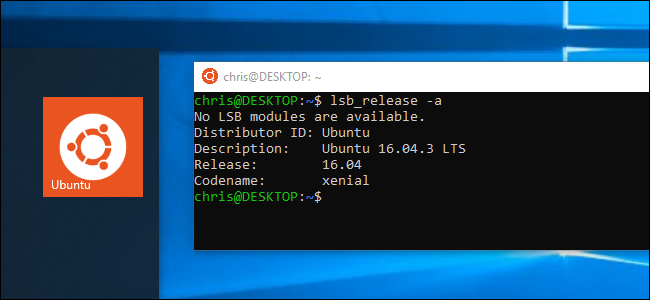 chris@DESKTOP: ~
chris@DESKTOP:~$ lsb_release -a
No LSB modules are available.
Distributor ID: Ubuntu
Description:    Ubuntu 16.04.3 LTS
Release:        16.04
Codename:       xenial
chris@DESKTOP:~$
Ubuntu